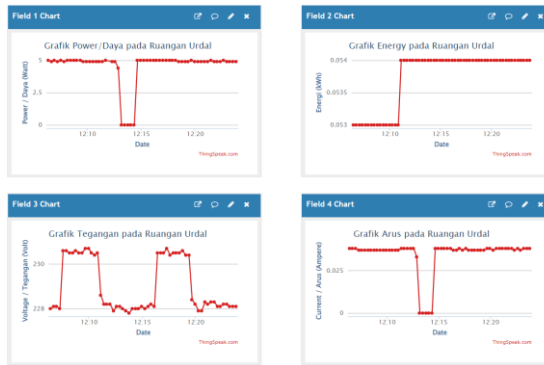 Field 1 Chart
Grafik Power/Daya pada Ruangan Urdal
Power / Daya (Watt)
5
2.5
0
12:10
12:15
12:20
Date
ThingSpeak.com
Field 2 Chart
Grafik Energy pada Ruangan Urdal
Energi (kWh)
0.054
0.0535
0.053
12:10
12:15
12:20
Date
ThingSpeak.com
Field 3 Chart
Grafik Tegangan pada Ruangan Urdal
Voltage / Tegangan (Volt)
230
228
12:10
12:15
12:20
Date
ThingSpeak.com
Field 4 Chart
Grafik Arus pada Ruangan Urdal
Current / Arus (Ampere)
0.025
0
12:10
12:15
12:20
Date
ThingSpeak.com